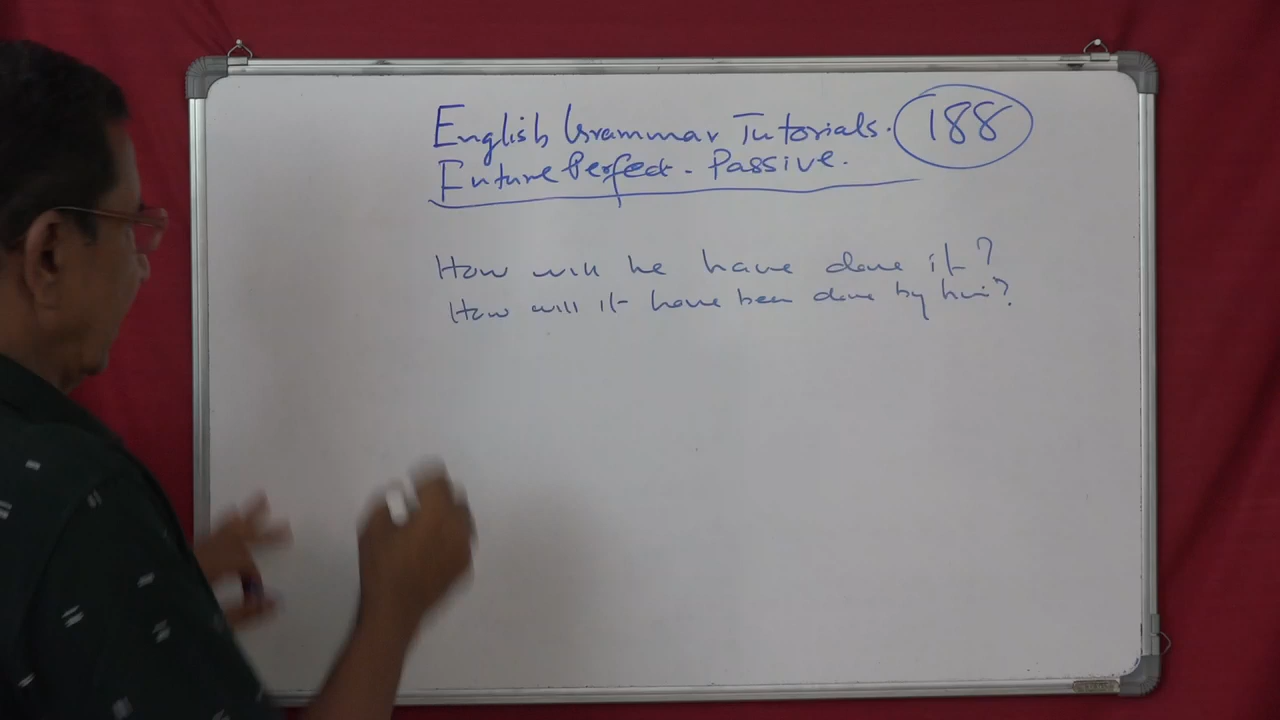 English Grammar Tutorials. 188
Future Perfect - Passive.
How will he have done it?
How will it have been done by him?